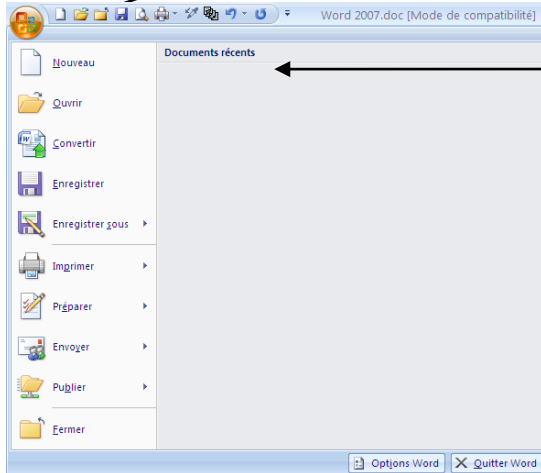 Word 2007.doc [Mode de compatibilité]
Documents récents
Nouveau
Ouvrir
Convertir
Enregistrer
Enregistrer sous
Imprimer
Préparer
Envoyer
Publier
Fermer
Options Word
Quitter Word